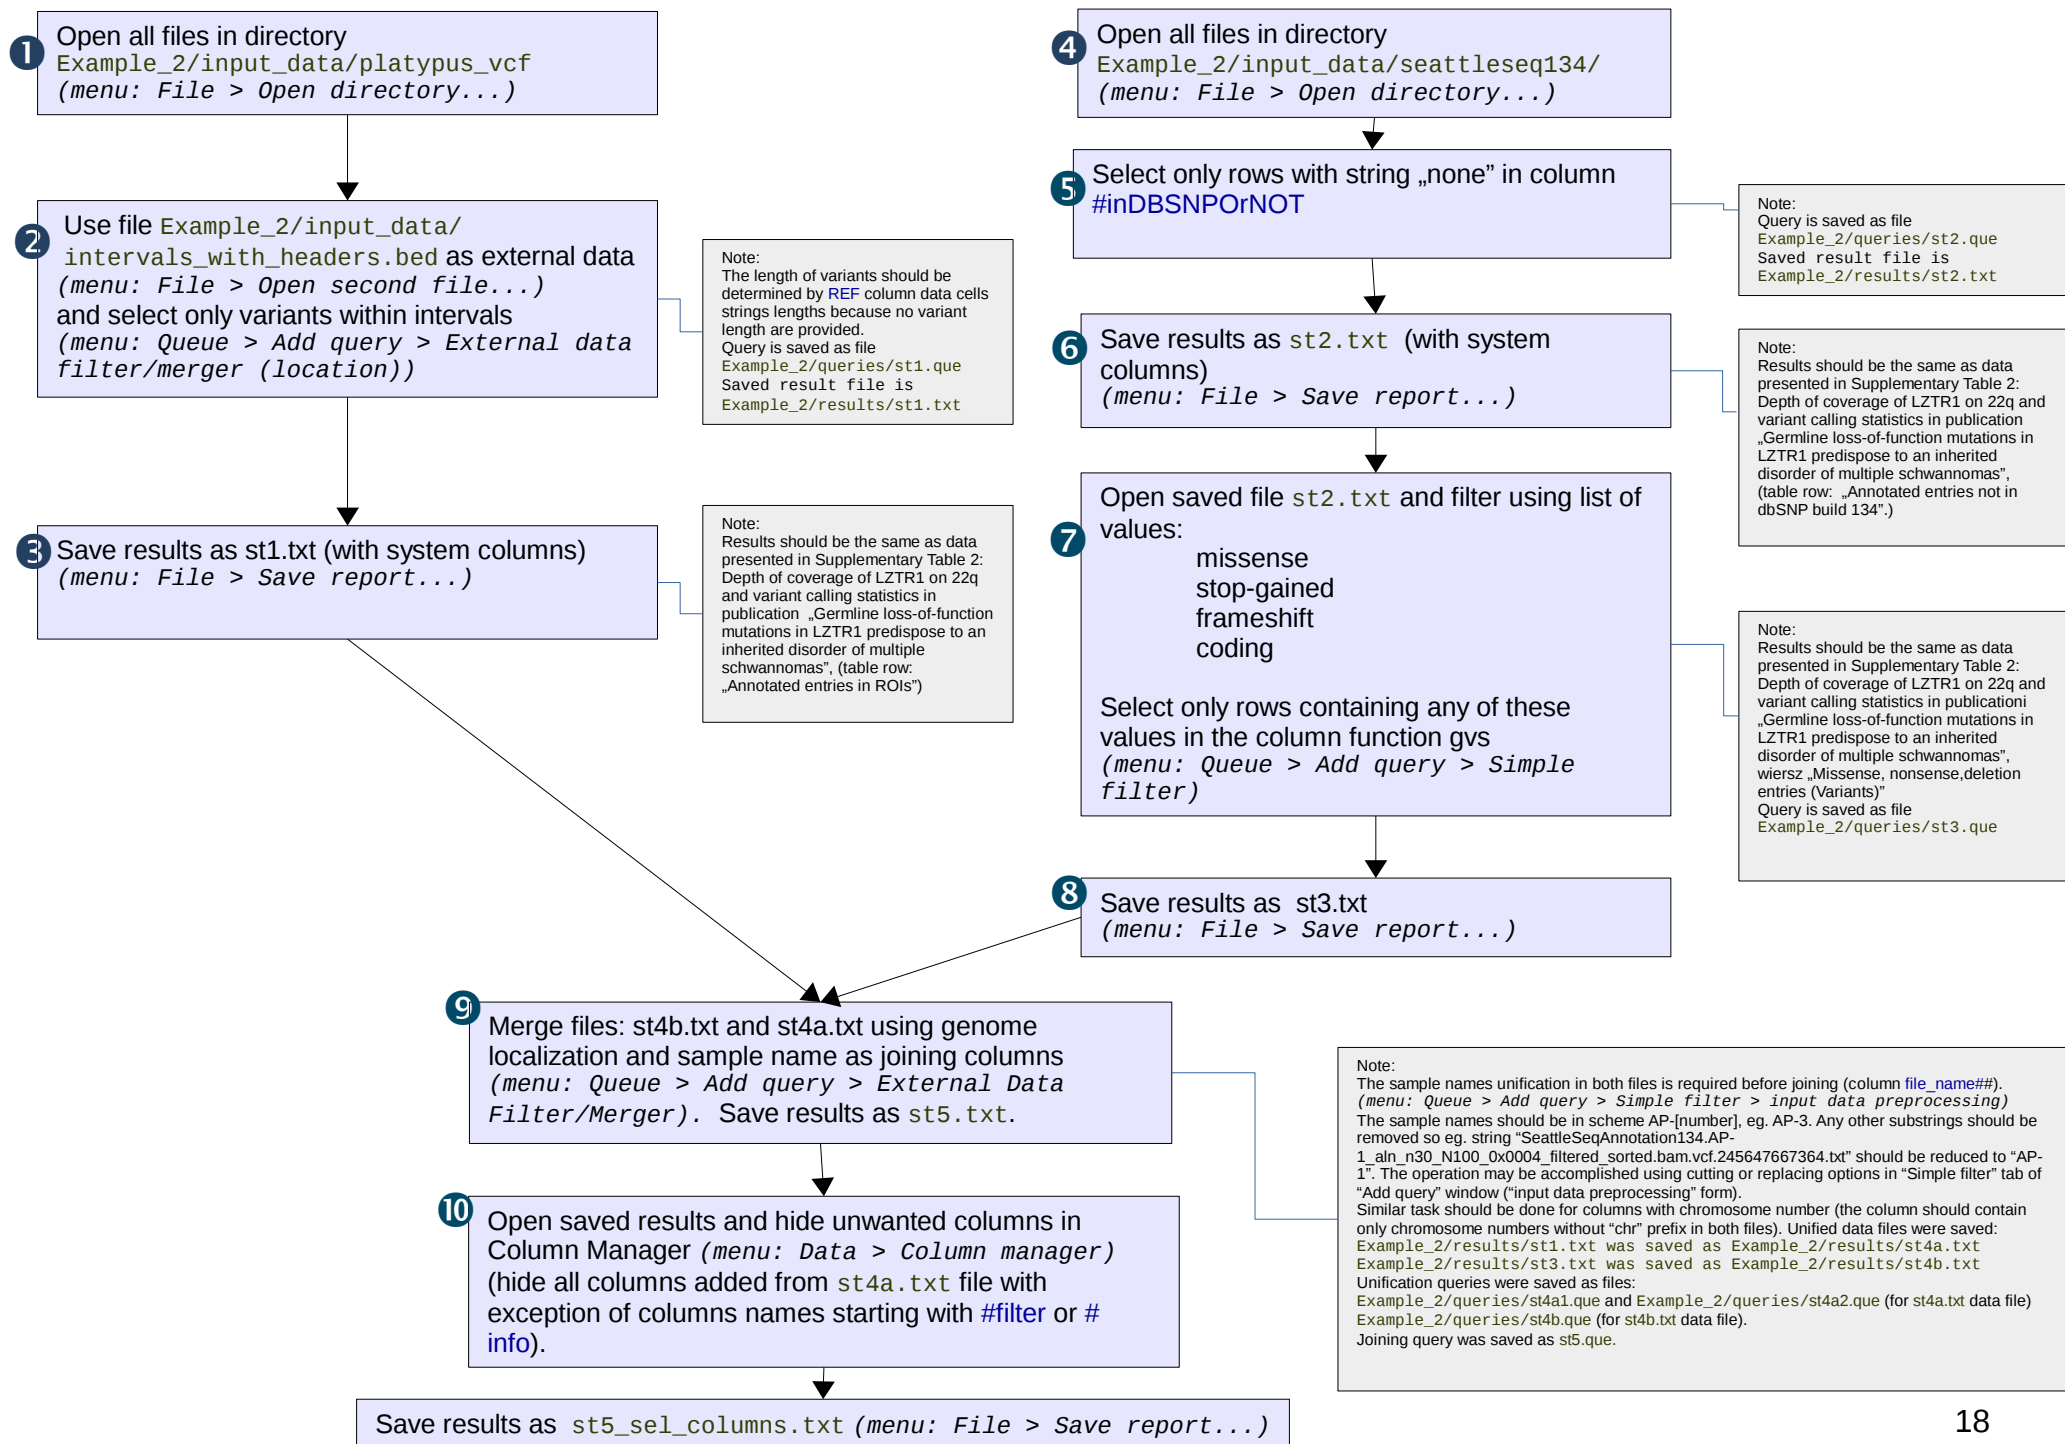 1
Open all files in directory
Example_2/input_data/platypus_vcf
(menu: File > Open directory...)
2
Use file Example_2/input_data/
intervals_with_headers.bed as external data
(menu: File > Open second file...)
and select only variants within intervals
(menu: Queue > Add query > External data
filter/merger (location))
Note:
The length of variants should be
determined by REF column data cells
strings lengths because no variant
length are provided.
Query is saved as file
Example_2/queries/st1.que
Saved result file is
Example_2/results/st1.txt
3
Save results as st1.txt (with system columns)
(menu: File > Save report...)
Note:
Results should be the same as data
presented in Supplementary Table 2:
Depth of coverage of LZTR1 on 22q
and variant calling statistics in
publication „Germline loss-of-function
mutations in LZTR1 predispose to an
inherited disorder of multiple
schwannomas”, (table row:
„Annotated entries in ROIs”)
4
Open all files in directory
Example_2/input_data/seattleseq134/
(menu: File > Open directory...)
5
Select only rows with string „none” in column
#inDBSNPOrNOT
Note:
Query is saved as file
Example_2/queries/st2.que
Saved result file is
Example_2/results/st2.txt
6
Save results as st2.txt (with system
columns)
(menu: File > Save report...)
Note:
Results should be the same as data
presented in Supplementary Table 2:
Depth of coverage of LZTR1 on 22q and
variant calling statistics in publication
„Germline loss-of-function mutations in
LZTR1 predispose to an inherited
disorder of multiple schwannomas”,
(table row: „Annotated entries not in
dbSNP build 134”.)
7
Open saved file st2.txt and filter using list of
values:
missense
stop-gained
frameshift
coding
Select only rows containing any of these
values in the column function gvs
(menu: Queue > Add query > Simple
filter)
Note:
Results should be the same as data
presented in Supplementary Table 2:
Depth of coverage of LZTR1 on 22q and
variant calling statistics in publicationi
„Germline loss-of-function mutations in
LZTR1 predispose to an inherited
disorder of multiple schwannomas”,
wiersz „Missense, nonsense,deletion
entries (Variants)”
Query is saved as file
Example_2/queries/st3.que
8
Save results as st3.txt
(menu: File > Save report...)
9
Merge files: st4b.txt and st4a.txt using genome
localization and sample name as joining columns
(menu: Queue > Add query > External Data
Filter/Merger). Save results as st5.txt.
Note:
The sample names unification in both files is required before joining (column file_name##).
(menu: Queue > Add query > Simple filter > input data preprocessing)
The sample names should be in scheme AP-[number], eg. AP-3. Any other substrings should be
removed so eg. string “SeattleSeqAnnotation134.AP-
1_aln_n30_N100_0x0004_filtered_sorted.bam.vcf.245647667364.txt” should be reduced to “AP-
1”. The operation may be accomplished using cutting or replacing options in “Simple filter” tab of
“Add query” window (“input data preprocessing” form).
Similar task should be done for columns with chromosome number (the column should contain
only chromosome numbers without “chr” prefix in both files). Unified data files were saved:
Example_2/results/st1.txt was saved as Example_2/results/st4a.txt
Example_2/results/st3.txt was saved as Example_2/results/st4b.txt
Unification queries were saved as files:
Example_2/queries/st4a1.que and Example_2/queries/st4a2.que (for st4a.txt data file)
Example_2/queries/st4b.que (for st4b.txt data file).
Joining query was saved as st5.que.
10
Open saved results and hide unwanted columns in
Column Manager (menu: Data > Column manager)
(hide all columns added from st4a.txt file with
exception of columns names starting with #filter or #
info).
Save results as st5_sel_columns.txt (menu: File > Save report...)
18